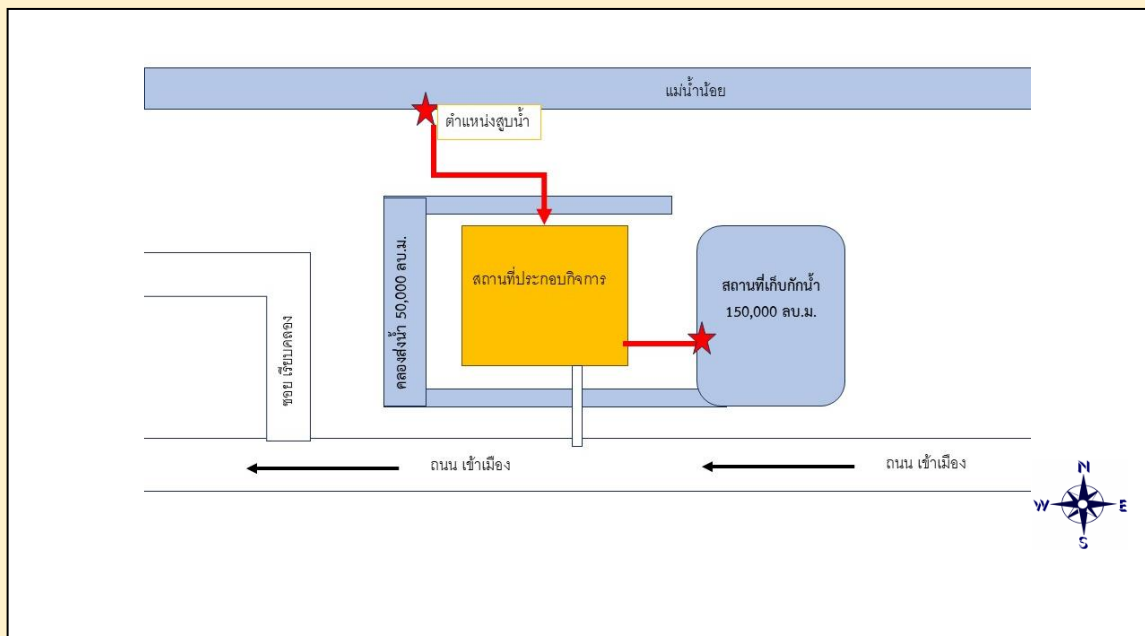 แม่น้ำน้อย
ตำแหน่งสูบน้ำ
คลองส่งน้ำ 50,000 ลบ.ม.
สถานที่ประกอบกิจการ
สถานที่เก็บกักน้ำ
150,000 ลบ.ม.
ซอย เรียบคลอง
ถนน เข้าเมือง
ถนน เข้าเมือง
N
W
E
S